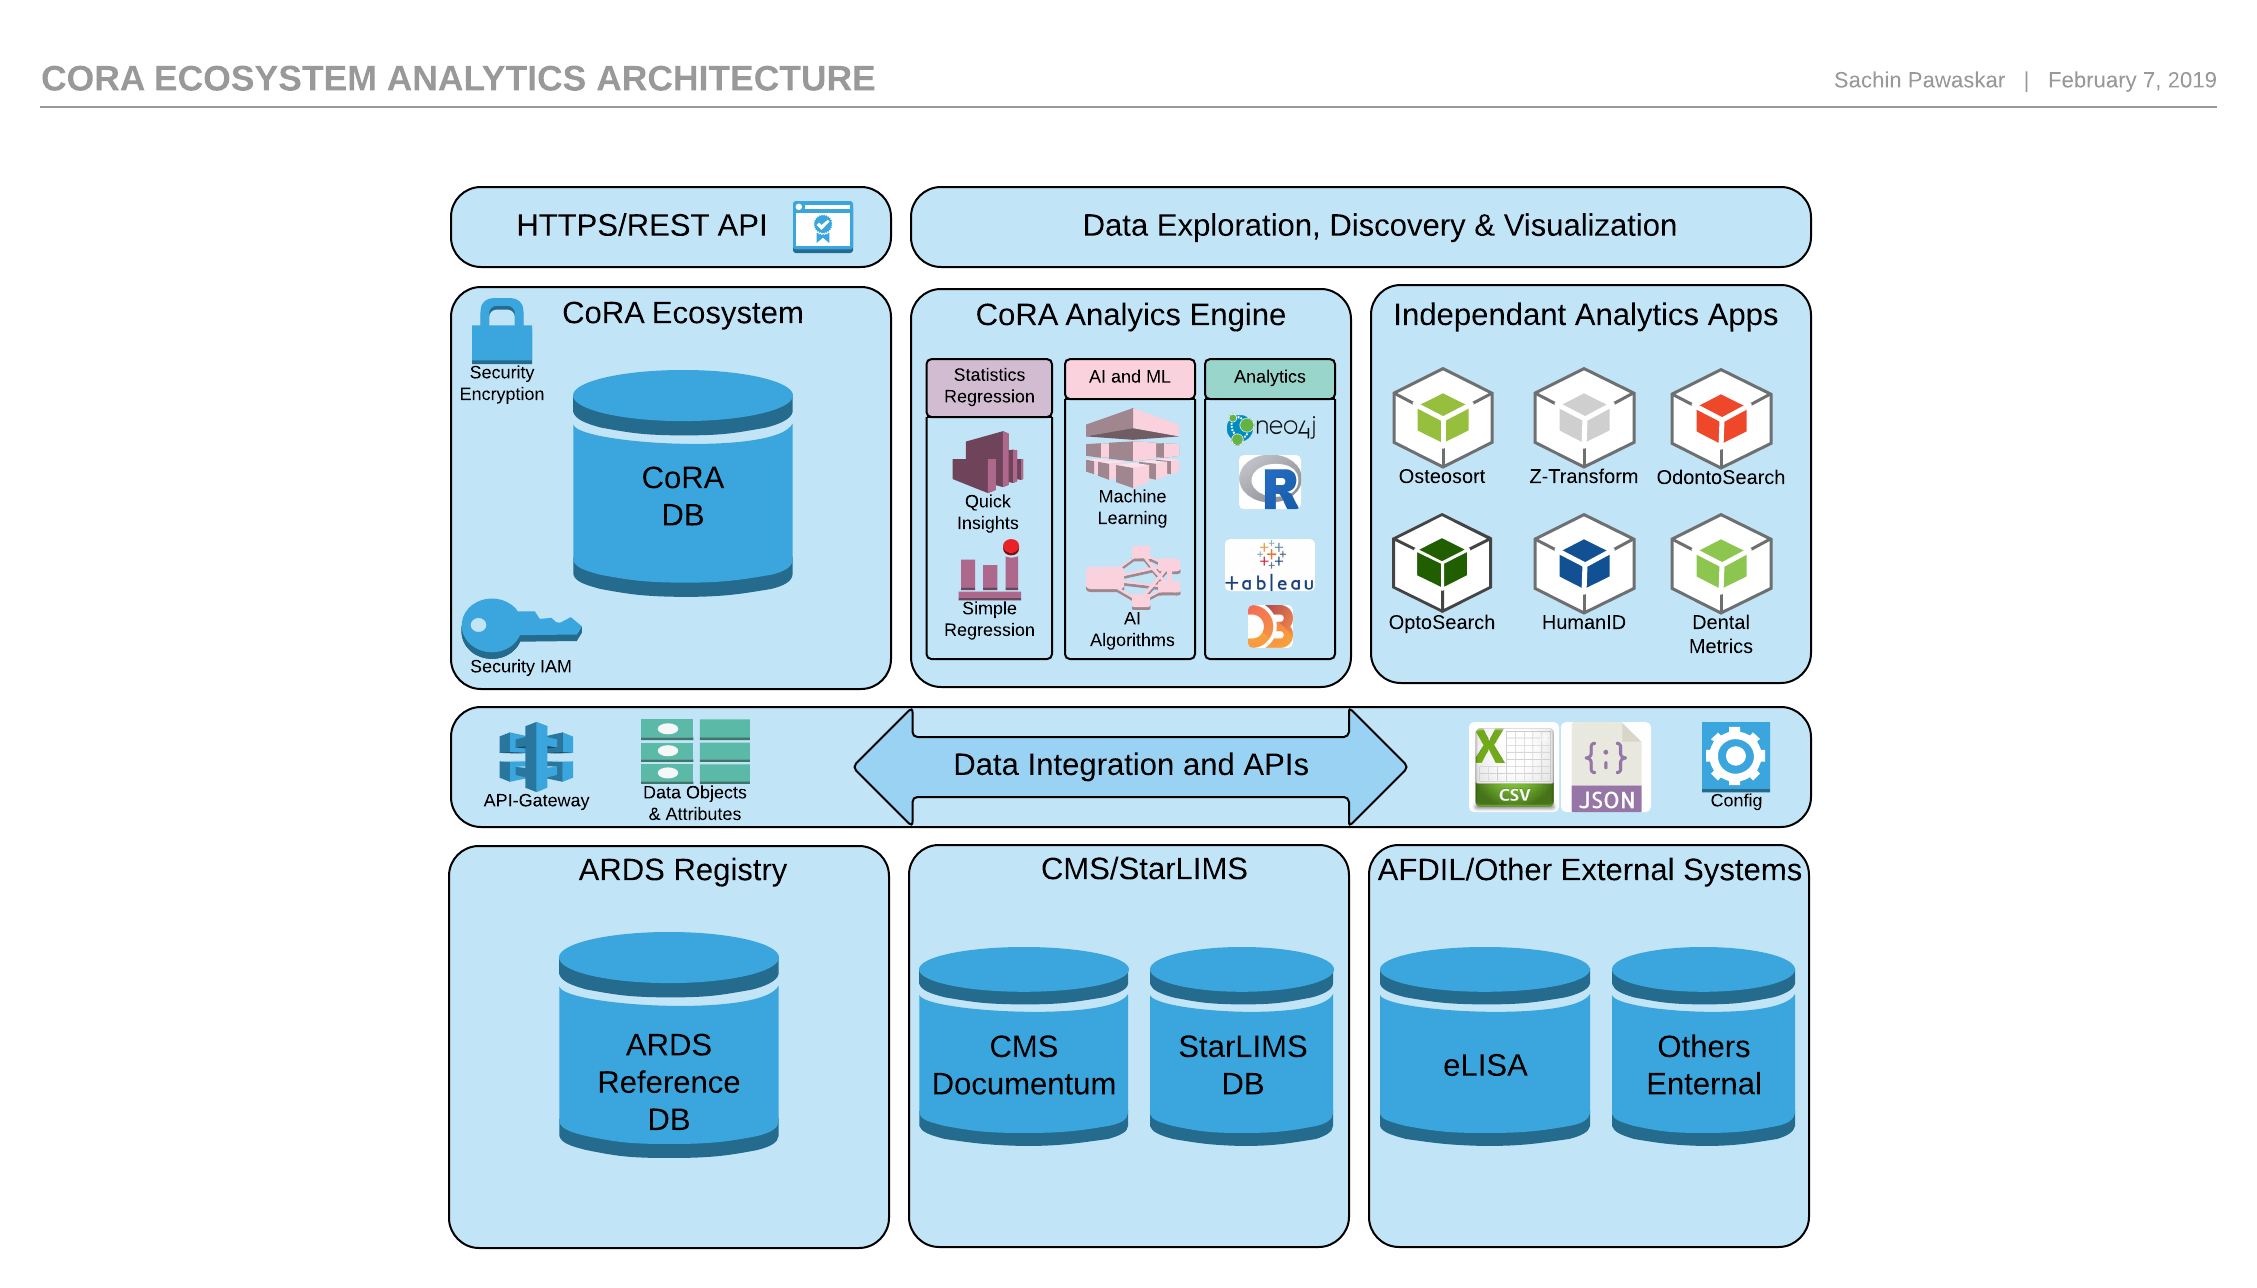 CORA ECOSYSTEM ANALYTICS ARCHITECTURE
Sachin Pawaskar | February 7, 2019
HTTPS/REST API
Data Exploration, Discovery & Visualization
CoRA Ecosystem
Security
Encryption
CoRA
DB
Security IAM
CoRA Analyics Engine
Statistics
Regression
Quick
Insights
Simple
Regression
AI and ML
Machine
Learning
AI
Algorithms
Analytics
neo4j
R
+ableau
D3
Independant Analytics Apps
Osteosort
Z-Transform
OdontoSearch
OptoSearch
HumanID
Dental
Metrics
API-Gateway
Data Objects
& Attributes
Data Integration and APIs
X
CSV
{;}
JSON
Config
ARDS Registry
ARDS
Reference
DB
CMS/StarLIMS
CMS
Documentum
StarLIMS
DB
AFDIL/Other External Systems
eLISA
Others
Enternal